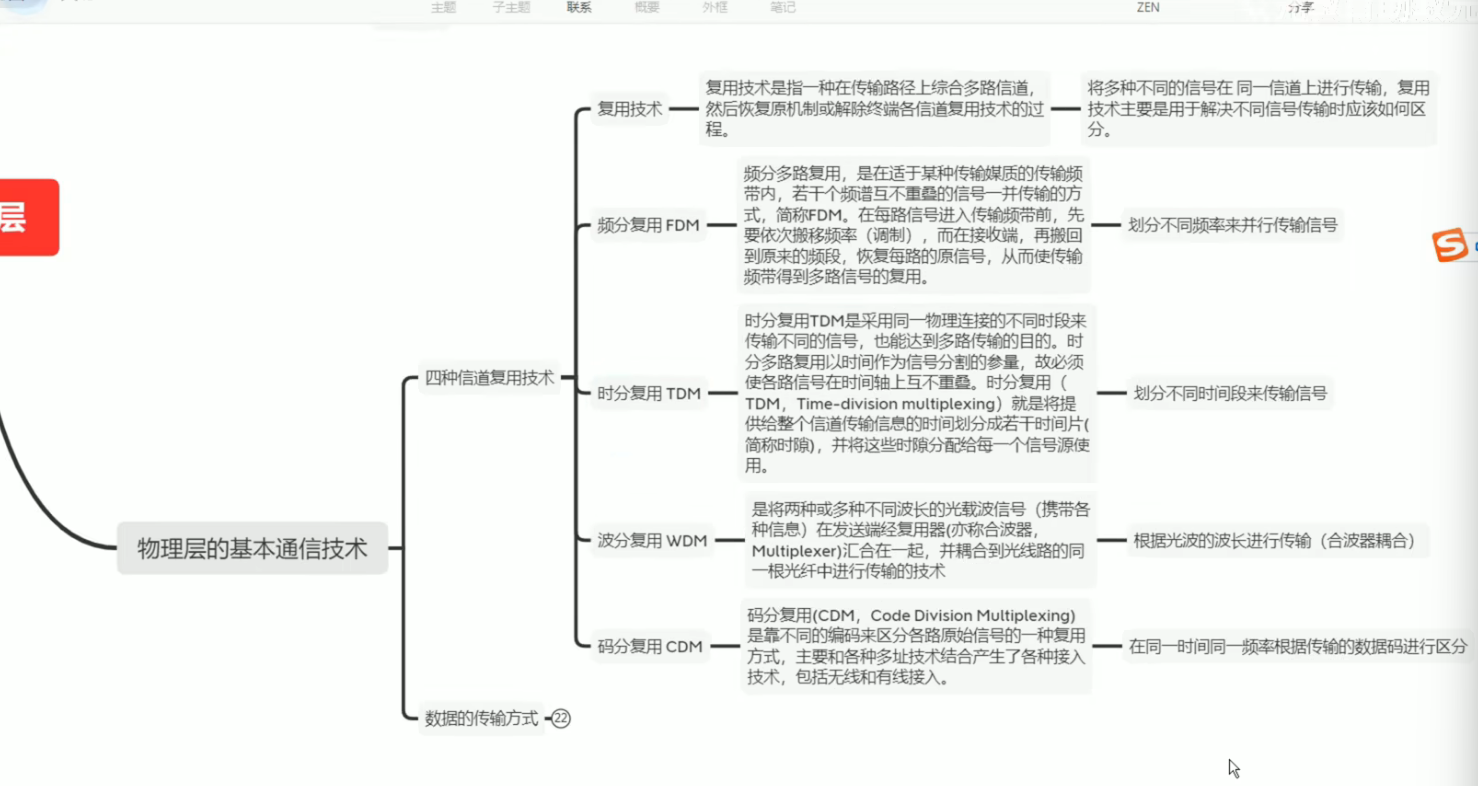 主题 子主题 联系 概要 外框 笔记 ZEN 分享
层
物理层的基本通信技术
四种信道复用技术
复用技术
复用技术是指一种在传输路径上综合多路信道，
然后恢复原机制或解除终端各信道复用技术的过
程。
将多种不同的信号在 同一信道上进行传输，复用
技术主要是用于解决不同信号传输时应该如何区
分。
频分复用 FDM
频分多路复用，是在适于某种传输媒质的传输频
带内，若干个频谱互不重叠的信号一并传输的方
式，简称FDM。在每路信号进入传输频带前，先
要依次搬移频率（调制），而在接收端，再搬回
到原来的频段，恢复每路的原信号，从而使传输
频带得到多路信号的复用。
划分不同频率来并行传输信号
时分复用 TDM
时分复用TDM是采用同一物理连接的不同时段来
传输不同的信号，也能达到多路传输的目的。时
分多路复用以时间作为信号分割的参量，故必须
使各路信号在时间轴上互不重叠。时分复用（
TDM，Time-division multiplexing）就是将提
供给整个信道传输信息的时间划分成若干时间片(
简称时隙)，并将这些时隙分配给每一个信号源使
用。
划分不同时间段来传输信号
波分复用 WDM
是将两种或多种不同波长的光载波信号（携带各
种信息）在发送端经复用器(亦称合波器，
Multiplexer)汇合在一起，并耦合到光线路的同
一根光纤中进行传输的技术
根据光波的波长进行传输（合波器耦合）
码分复用 CDM
码分复用(CDM，Code Division Multiplexing)
是靠不同的编码来区分各路原始信号的一种复用
方式，主要和各种多址技术结合产生了各种接入
技术，包括无线和有线接入。
在同一时间同一频率根据传输的数据码进行区分
数据的传输方式 22